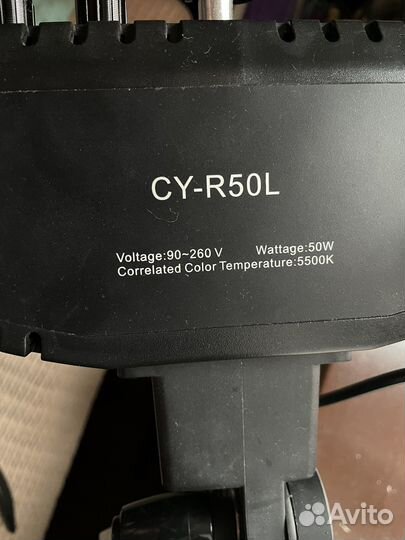 CY-R50L
Voltage:90~260 V Wattage:50W
Correlated Color Temperature:5500K
Avito